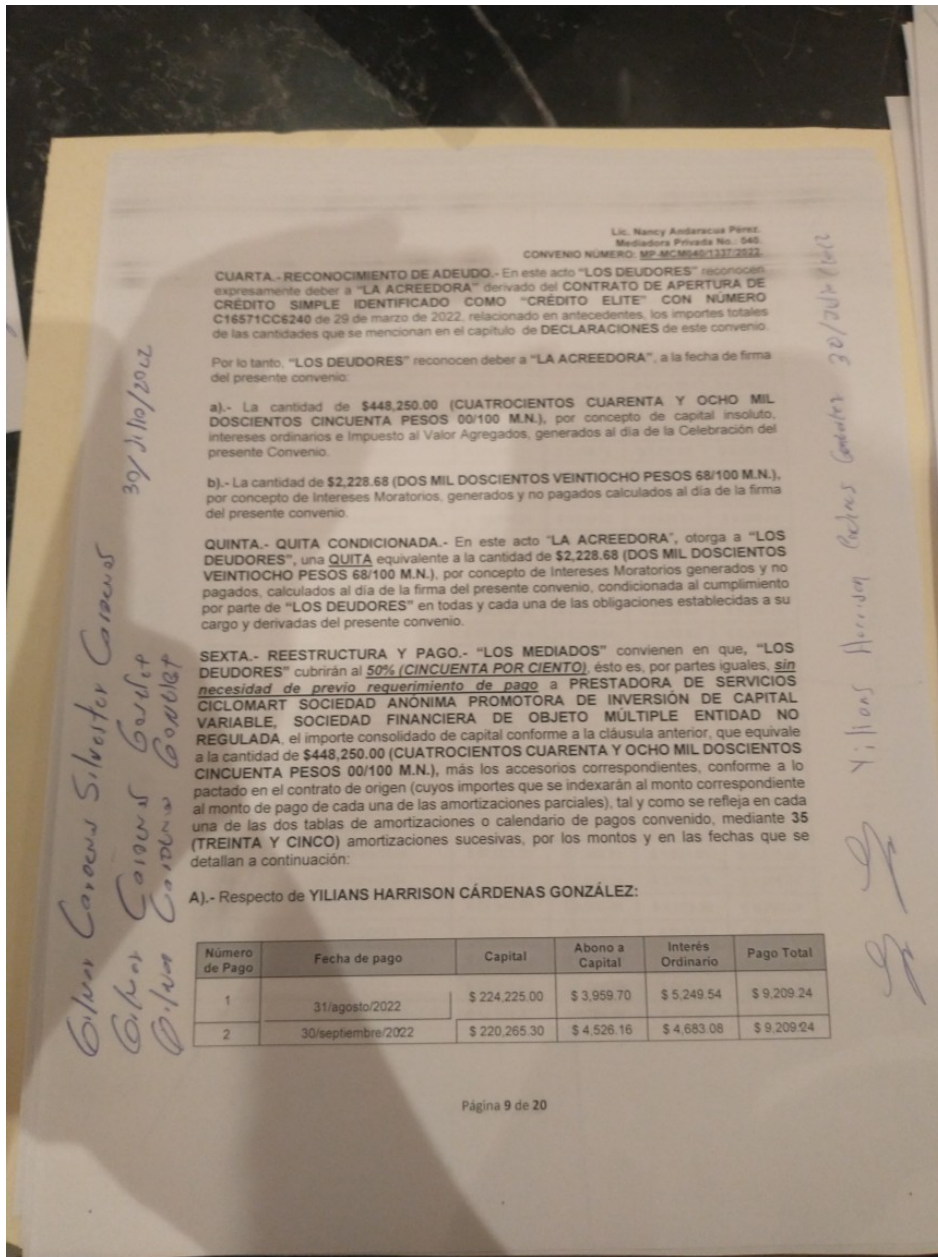 Lic. Nancy Andaracua Pérez.
Mediadora Privada No.: 040.
CONVENIO NÚMERO: MP-MCM040/1337/2022.
CUARTA.- RECONOCIMIENTO DE ADEUDO.- En este acto "LOS DEUDORES" reconocen
expresamente deber a "LA ACREEDORA" derivado del CONTRATO DE APERTURA DE
CRÉDITO SIMPLE IDENTIFICADO COMO "CRÉDITO ELITE" CON NÚMERO
C16571CC6240 de 29 de marzo de 2022, relacionado en antecedentes, los importes totales
de las cantidades que se mencionan en el capítulo de DECLARACIONES de este convenio.
Por lo tanto, "LOS DEUDORES" reconocen deber a "LA ACREEDORA", a la fecha de firma
del presente convenio:
a).- La cantidad de $448,250.00 (CUATROCIENTOS CUARENTA Y OCHO MIL
DOSCIENTOS CINCUENTA PESOS 00/100 M.N.), por concepto de capital insoluto,
intereses ordinarios e Impuesto al Valor Agregados, generados al día de la Celebración del
presente Convenio.
b).- La cantidad de $2,228.68 (DOS MIL DOSCIENTOS VEINTIOCHO PESOS 68/100 M.N.),
por concepto de Intereses Moratorios, generados y no pagados calculados al día de la firma
del presente convenio.
QUINTA.- QUITA CONDICIONADA.- En este acto "LA ACREEDORA", otorga a "LOS
DEUDORES", una QUITA equivalente a la cantidad de $2,228.68 (DOS MIL DOSCIENTOS
VEINTIOCHO PESOS 68/100 M.N.), por concepto de Intereses Moratorios generados y no
pagados, calculados al día de la firma del presente convenio, condicionada al cumplimiento
por parte de "LOS DEUDORES" en todas y cada una de las obligaciones establecidas a su
cargo y derivadas del presente convenio.
SEXTA.- REESTRUCTURA Y PAGO.- "LOS MEDIADOS" convienen en que, "LOS
DEUDORES" cubrirán al 50% (CINCUENTA POR CIENTO), ésto es, por partes iguales, sin
necesidad de previo requerimiento de pago a PRESTADORA DE SERVICIOS
CICLOMART SOCIEDAD ANÓNIMA PROMOTORA DE INVERSIÓN DE CAPITAL
VARIABLE, SOCIEDAD FINANCIERA DE OBJETO MÚLTIPLE ENTIDAD NO
REGULADA, el importe consolidado de capital conforme a la cláusula anterior, que equivale
a la cantidad de $448,250.00 (CUATROCIENTOS CUARENTA Y OCHO MIL DOSCIENTOS
CINCUENTA PESOS 00/100 M.N.), más los accesorios correspondientes, conforme a lo
pactado en el contrato de origen (cuyos importes que se indexarán al monto correspondiente
al monto de pago de cada una de las amortizaciones parciales), tal y como se refleja en cada
una de las dos tablas de amortizaciones o calendario de pagos convenido, mediante 35
(TREINTA Y CINCO) amortizaciones sucesivas, por los montos y en las fechas que se
detallan a continuación:
A).- Respecto de YILIANS HARRISON CÁRDENAS GONZÁLEZ:
Número de Pago Fecha de pago Capital Abono a Capital Interés Ordinario Pago Total
1 31/agosto/2022 $ 224,225.00 $ 3,959.70 $ 5,249.54 $ 9,209.24
2 30/septiembre/2022 $ 220,265.30 $ 4,526.16 $ 4,683.08 $ 9,209.24
Página 9 de 20
30/Julio/2022
Yilians Harrison